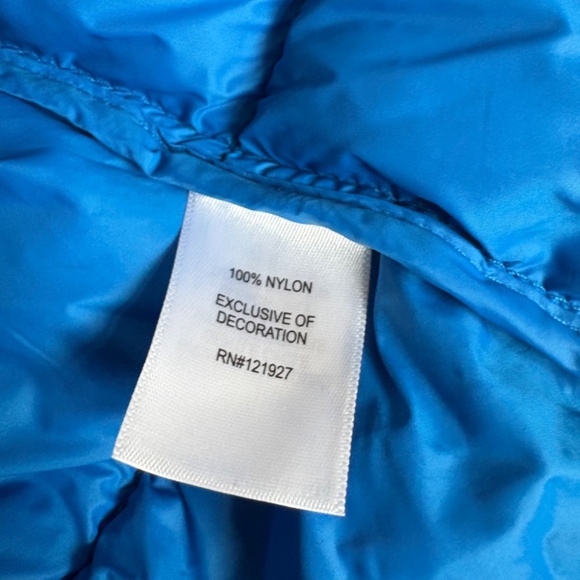 100% NYLON
EXCLUSIVE OF
DECORATION
RN#121927